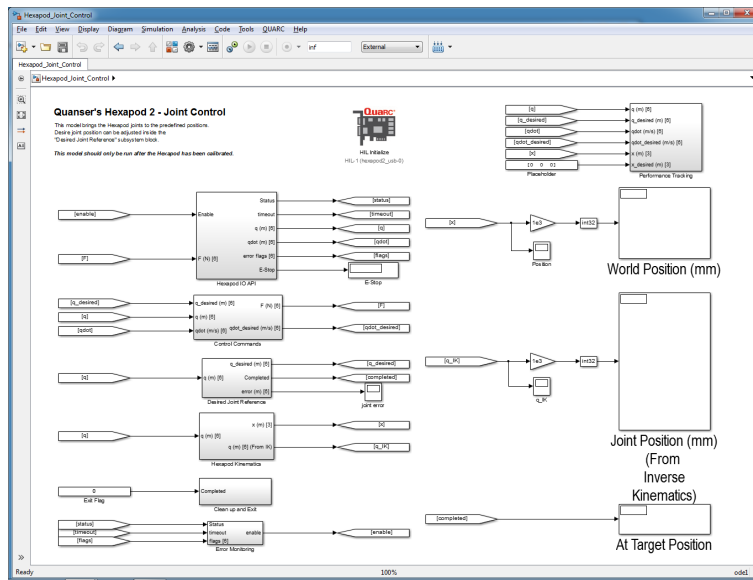 Hexapod_Joint_Control
File Edit View Display Diagram Simulation Analysis Code Tools QUARC Help
inf
External
Hexapod_Joint_Control
Hexapod_Joint_Control
Quanser's Hexapod 2 - Joint Control
This model brings the Hexapod joints to the predefined positions.
Desire joint position can be adjusted inside the
"Desired Joint Reference" subsystem block.
This model should only be run after the Hexapod has been calibrated.
QUARC
HIL Initialize
HIL-1 (hexapod2_usb-0)
[q]
[q_desired]
[qdot]
[qdot_desired]
[x]
[0 0 0]
Placeholder
q (m) [6]
q_desired (m) [6]
qdot (m/s) [6]
qdot_desired (m/s) [6]
x (m) [3]
x_desired (m) [3]
Performance Tracking
[enable]
[F]
Enable
F (N) [6]
Status
timeout
q (m) [6]
qdot (m) [6]
error flags [6]
E-Stop
Hexapod IO API
[status]
[timeout]
[q]
[qdot]
[flags]
E-Stop
[x]
1e3
Position
int32
World Position (mm)
[q_desired]
[q]
[qdot]
q_desired (m) [6]
q (m) [6]
qdot (m/s) [6]
F (N) [6]
qdot_desired (m/s) [6]
Control Commands
[F]
[qdot_desired]
[q]
q (m) [6]
q_desired (m) [6]
Completed
error (m) [6]
Desired Joint Reference
[q_desired]
[completed]
joint error
[q_IK]
1e3
q_IK
int32
Joint Position (mm)
(From
Inverse
Kinematics)
[q]
q (m) [6]
x (m) [3]
q (m) [6] (From IK)
Hexapod Kinematics
[x]
[q_IK]
0
Exit Flag
Completed
Clean up and Exit
[status]
[timeout]
[flags]
Status
timeout
flags [6]
enable
Error Monitoring
[enable]
[completed]
At Target Position
Ready
100%
ode1